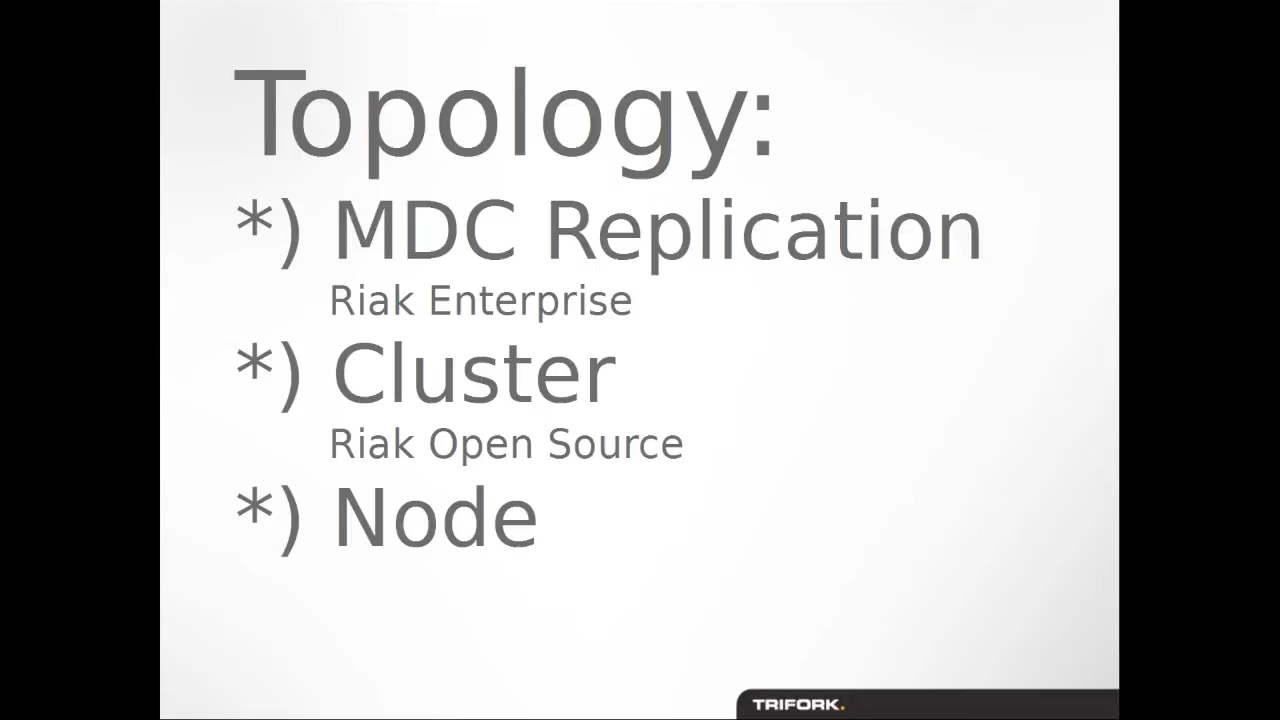 Topology:
*) MDC Replication
Riak Enterprise
*) Cluster
Riak Open Source
*) Node
TRIFORK.